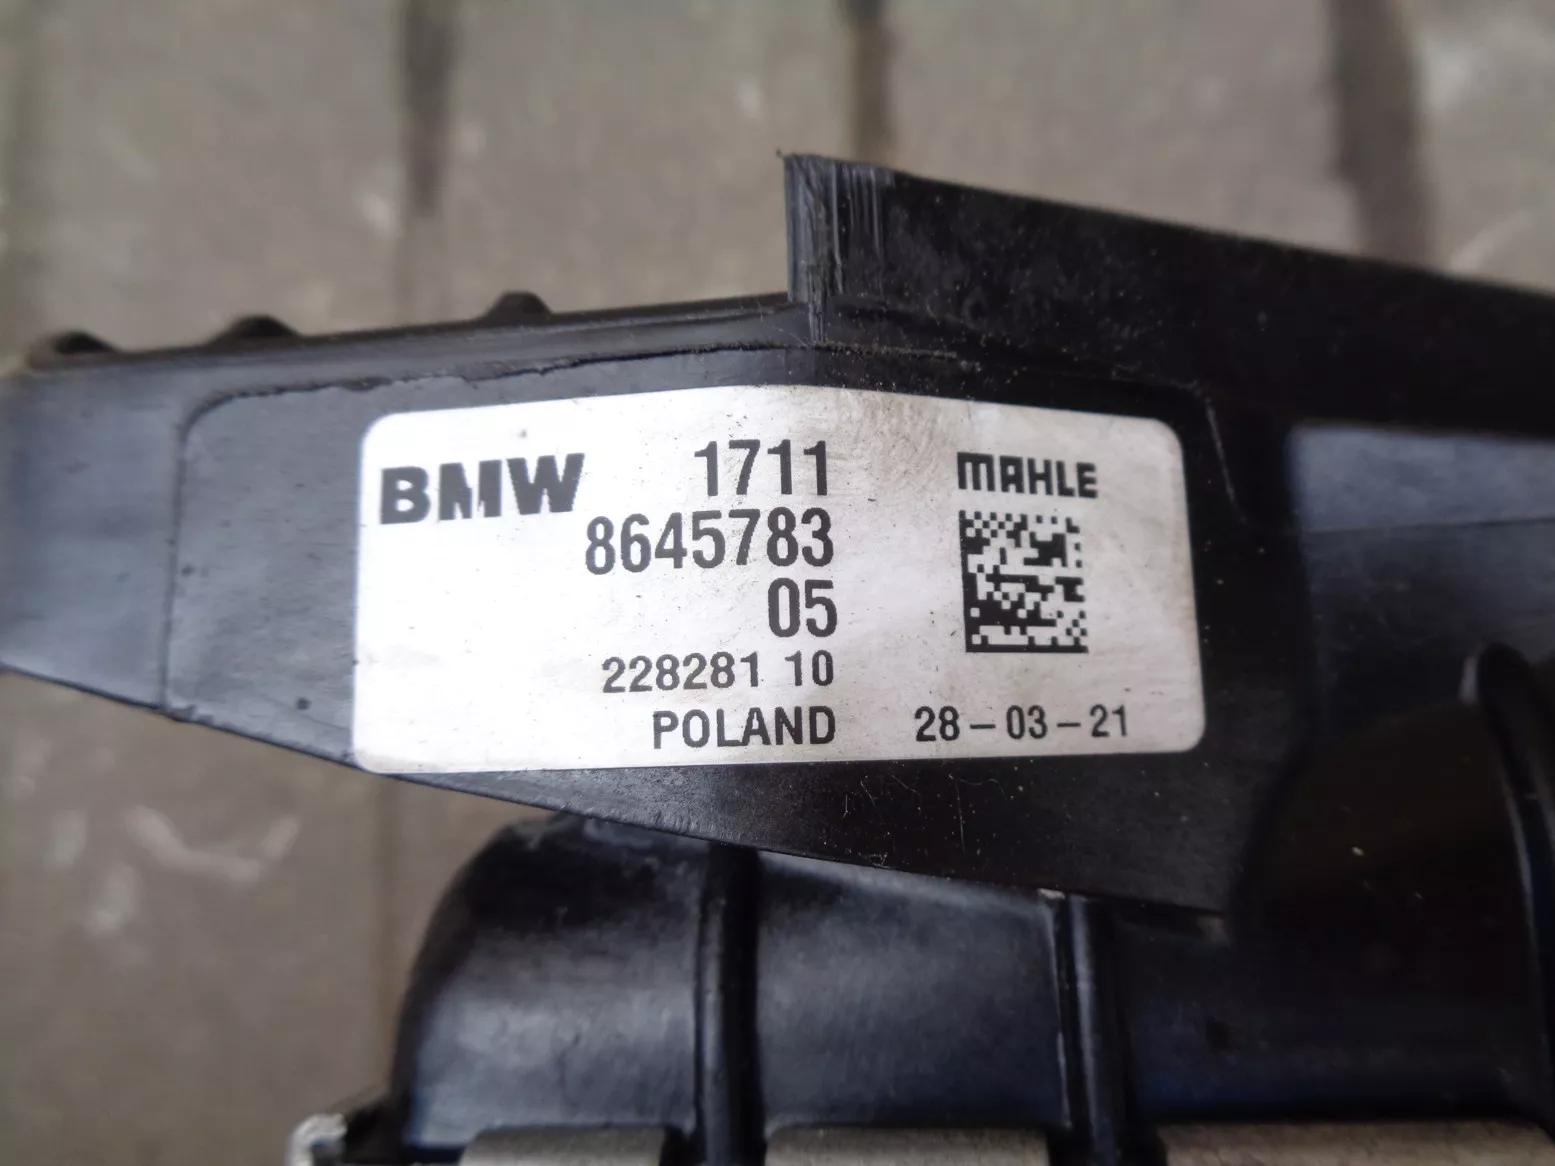 BMW 1711 MAHLE
8645783
05
228281 10
POLAND 28-03-21